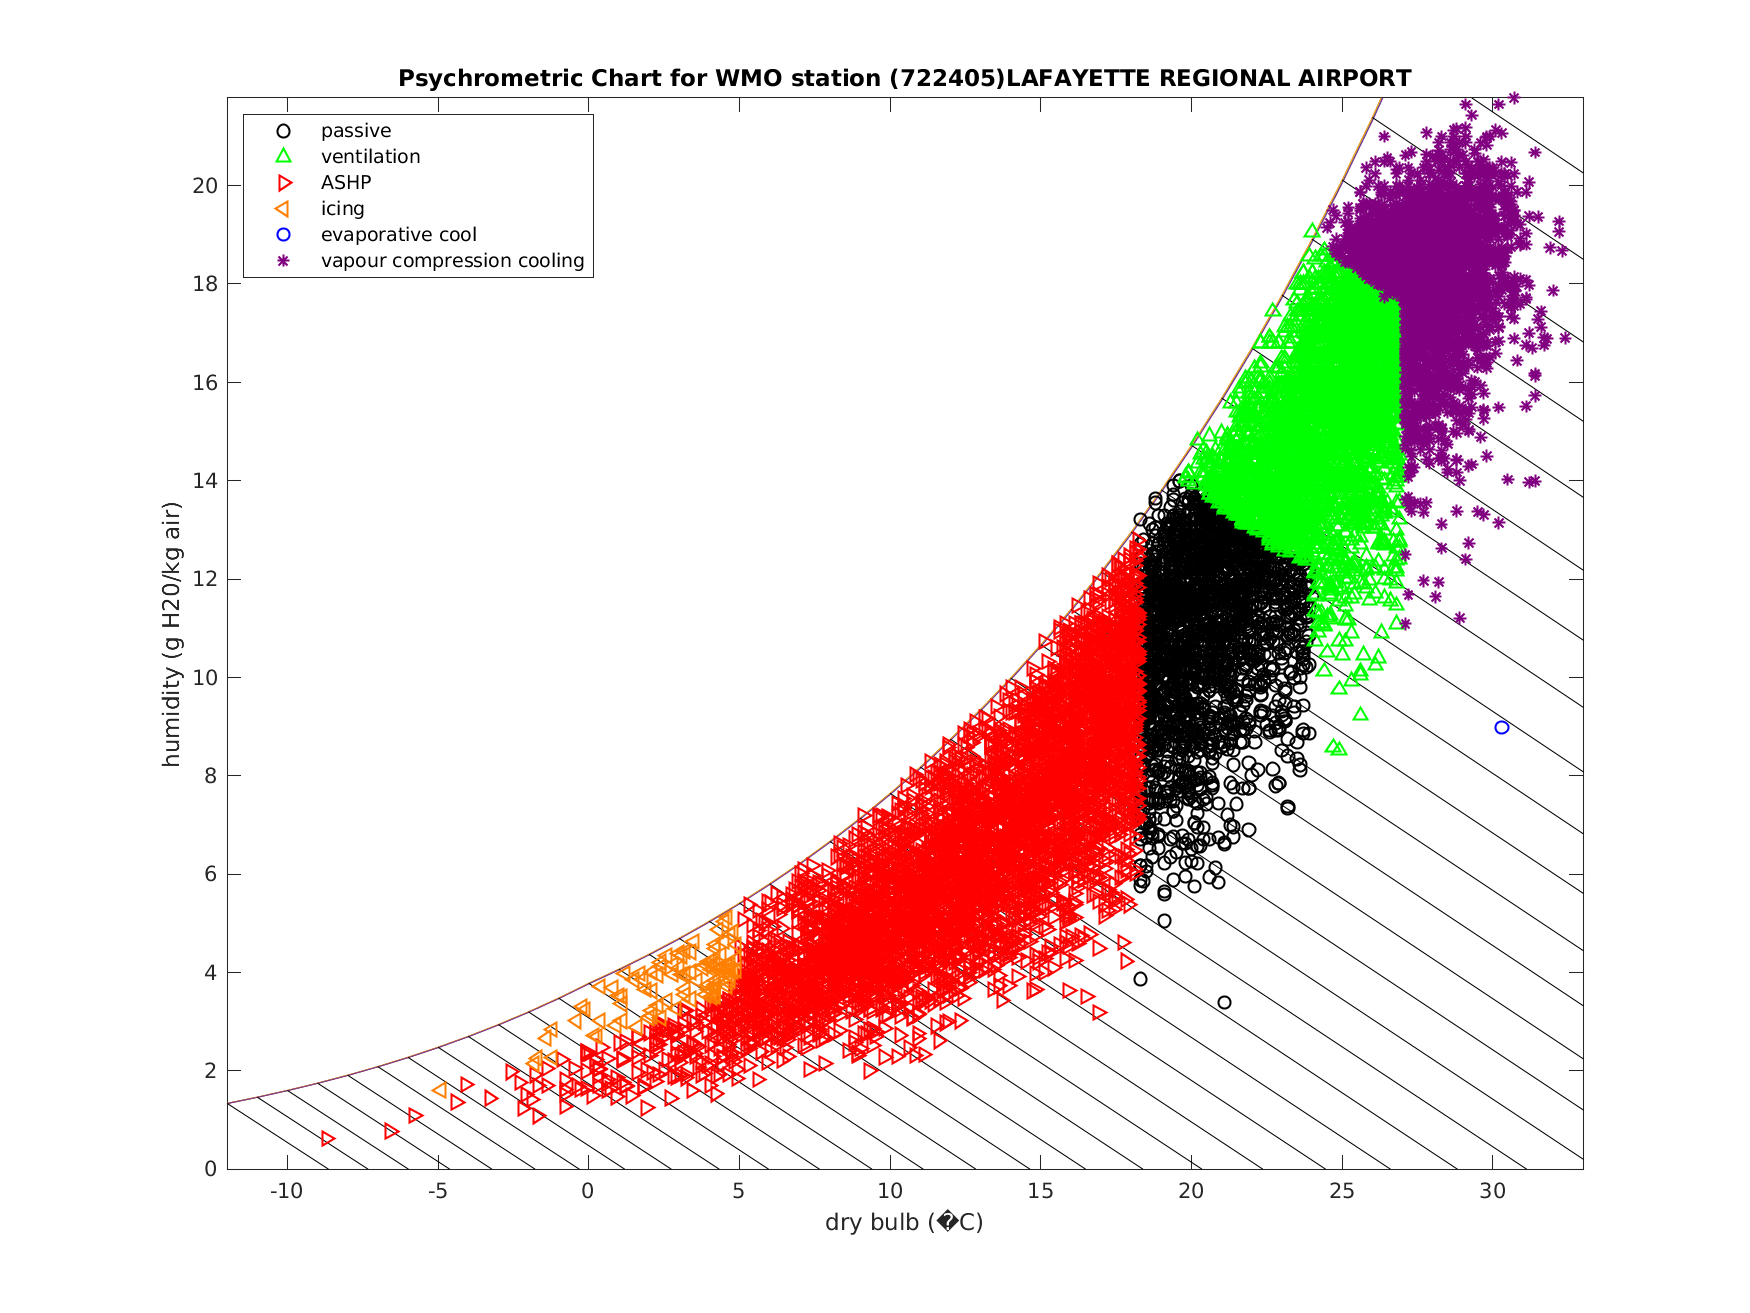 Psychrometric Chart for WMO station (722405)LAFAYETTE REGIONAL AIRPORT
passive
ventilation
ASHP
icing
evaporative cool
vapour compression cooling
20
18
16
14
12
10
8
6
4
2
0
humidity (g H20/kg air)
-10 -5 0 5 10 15 20 25 30
dry bulb (�C)